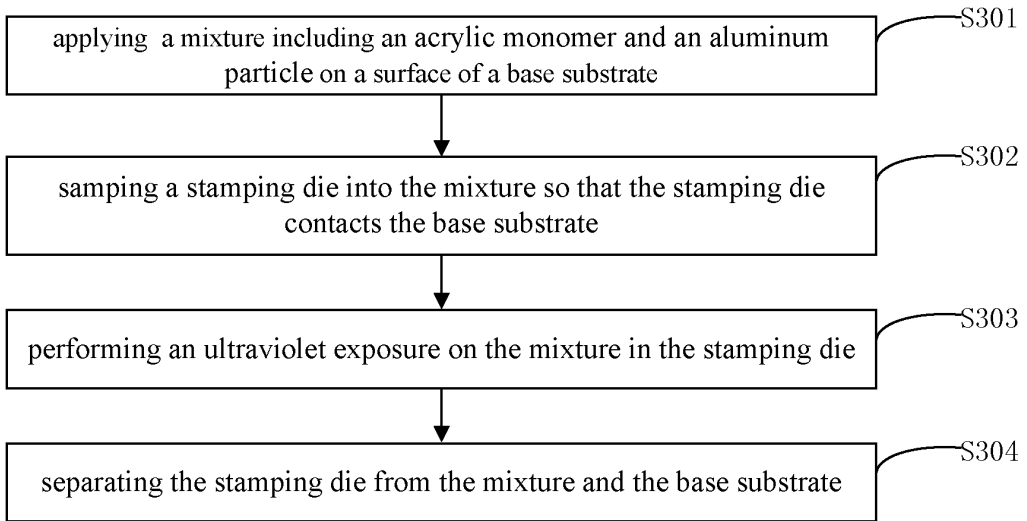 applying a mixture including an acrylic monomer and an aluminum
particle on a surface of a base substrate
S301
samping a stamping die into the mixture so that the stamping die
contacts the base substrate
S302
performing an ultraviolet exposure on the mixture in the stamping die
S303
separating the stamping die from the mixture and the base substrate
S304